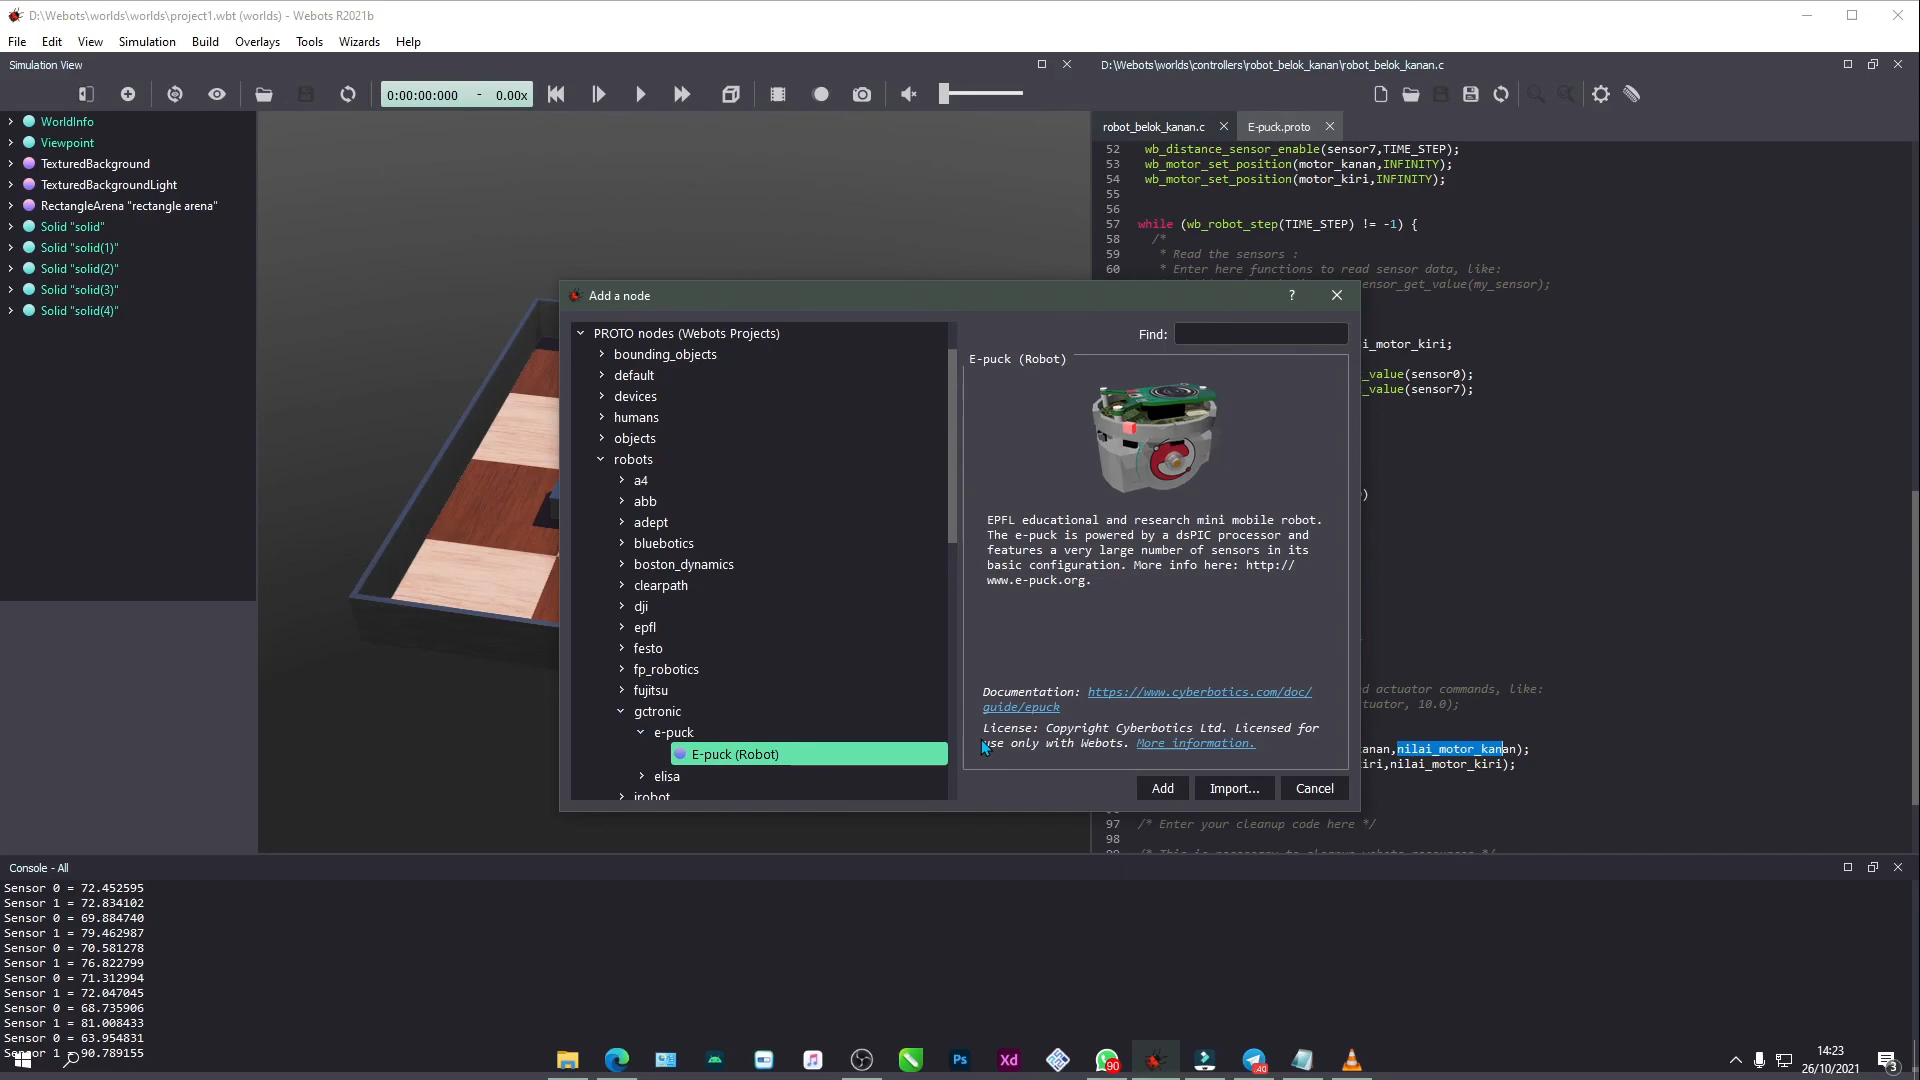 D:\Webots\worlds\worlds\project1.wbt (worlds) - Webots R2021b
File Edit View Simulation Build Overlays Tools Wizards Help
Simulation View
0:00:00:000 - 0.00x
WorldInfo
Viewpoint
TexturedBackground
TexturedBackgroundLight
RectangleArena "rectangle arena"
Solid "solid"
Solid "solid(1)"
Solid "solid(2)"
Solid "solid(3)"
Solid "solid(4)"
D:\Webots\worlds\controllers\robot_belok_kanan\robot_belok_kanan.c
robot_belok_kanan.c
E-puck.proto
52 wb_distance_sensor_enable(sensor7,TIME_STEP);
53 wb_motor_set_position(motor_kanan,INFINITY);
54 wb_motor_set_position(motor_kiri,INFINITY);
55
56
57 while (wb_robot_step(TIME_STEP) != -1) {
58 /*
59 * Read the sensors :
60 * Enter here functions to read sensor data, like:
ensor_get_value(my_sensor);
i_motor_kiri;
_value(sensor0);
_value(sensor7);
)
d actuator commands, like:
tuator, 10.0);
anan,nilai_motor_kanan);
iri,nilai_motor_kiri);
97 /* Enter your cleanup code here */
98
Add a node
? 
PROTO nodes (Webots Projects)
bounding_objects
default
devices
humans
objects
robots
a4
abb
adept
bluebotics
boston_dynamics
clearpath
dji
epfl
festo
fp_robotics
fujitsu
gctronic
e-puck
E-puck (Robot)
elisa
irobot
Find:
E-puck (Robot)
EPFL educational and research mini mobile robot.
The e-puck is powered by a dsPIC processor and
features a very large number of sensors in its
basic configuration. More info here: http://
www.e-puck.org.
Documentation: https://www.cyberbotics.com/doc/
guide/epuck
License: Copyright Cyberbotics Ltd. Licensed for
use only with Webots. More information.
Add
Import...
Cancel
Console - All
Sensor 0 = 72.452595
Sensor 1 = 72.834102
Sensor 0 = 69.884740
Sensor 1 = 79.462987
Sensor 0 = 70.581278
Sensor 1 = 76.822799
Sensor 0 = 71.312994
Sensor 1 = 72.047045
Sensor 0 = 68.735906
Sensor 1 = 81.008433
Sensor 0 = 63.954831
or 1 = 90.789155
Ps
Xd
90
14:23
26/10/2021
3